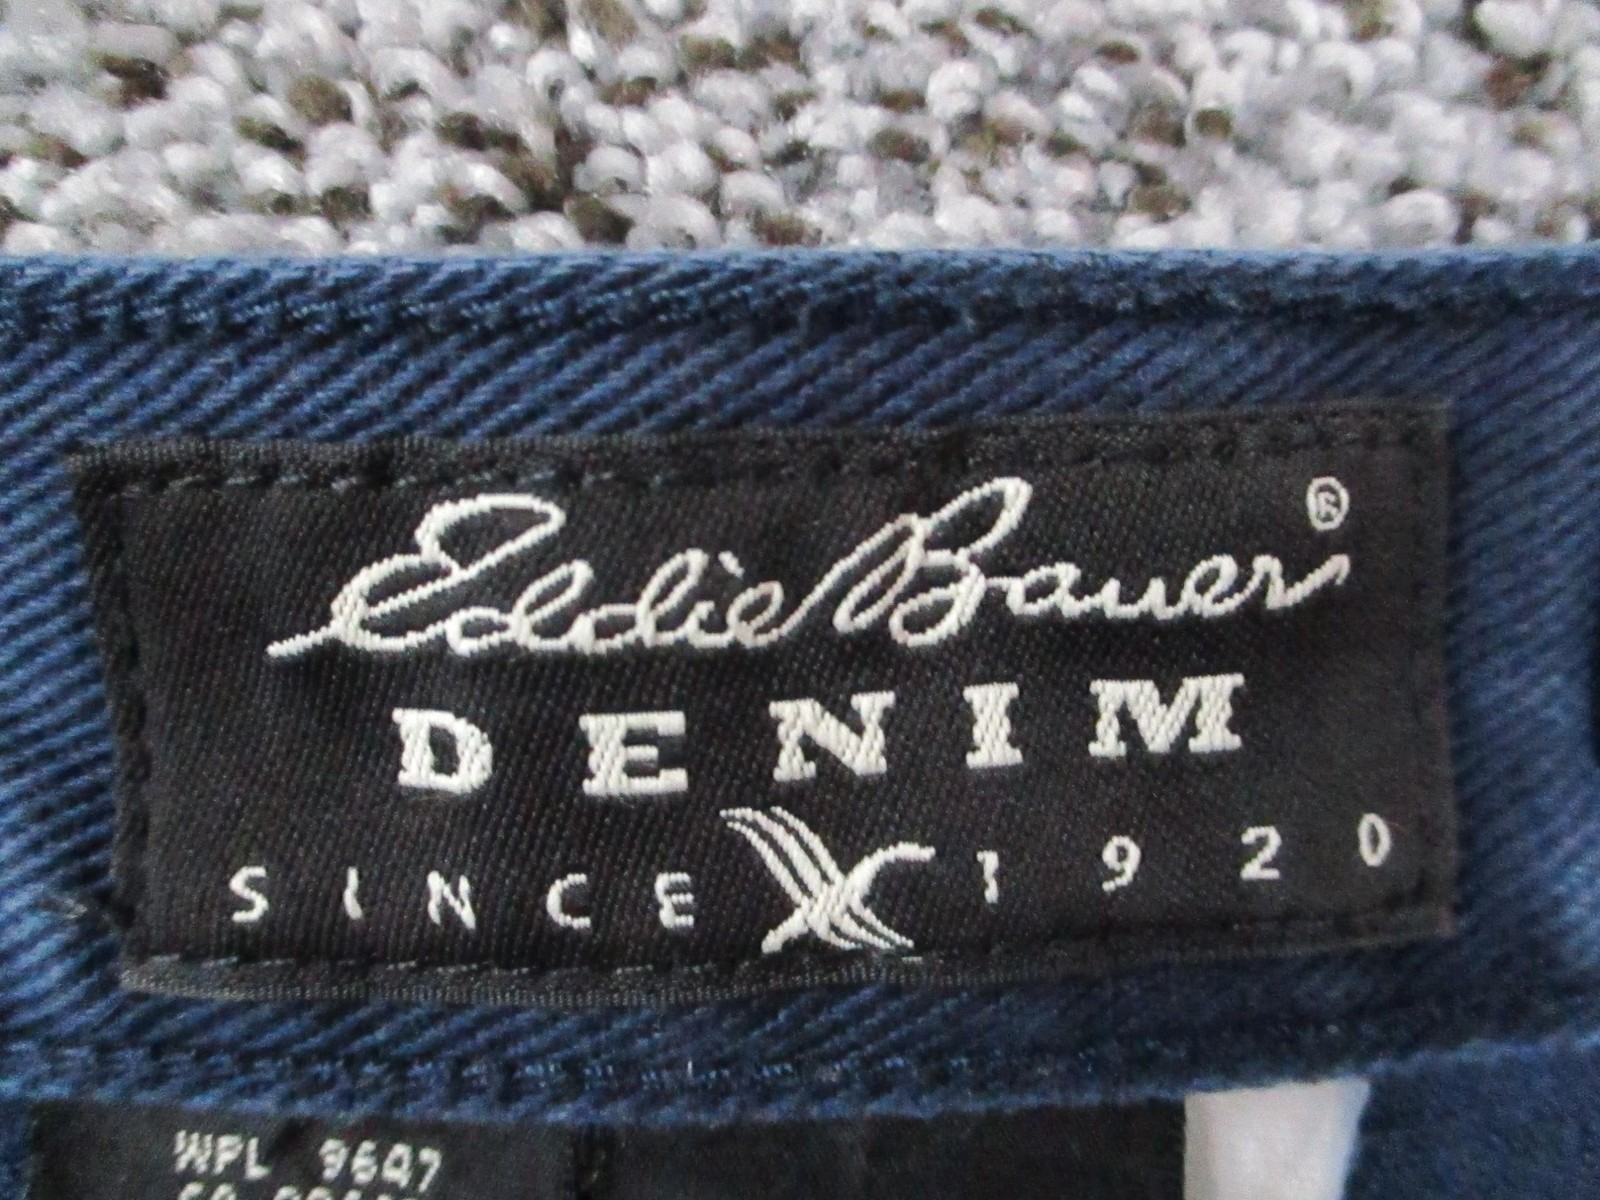 Eddie Bauer®
DENIM
SINCE 1920
WPL 9647